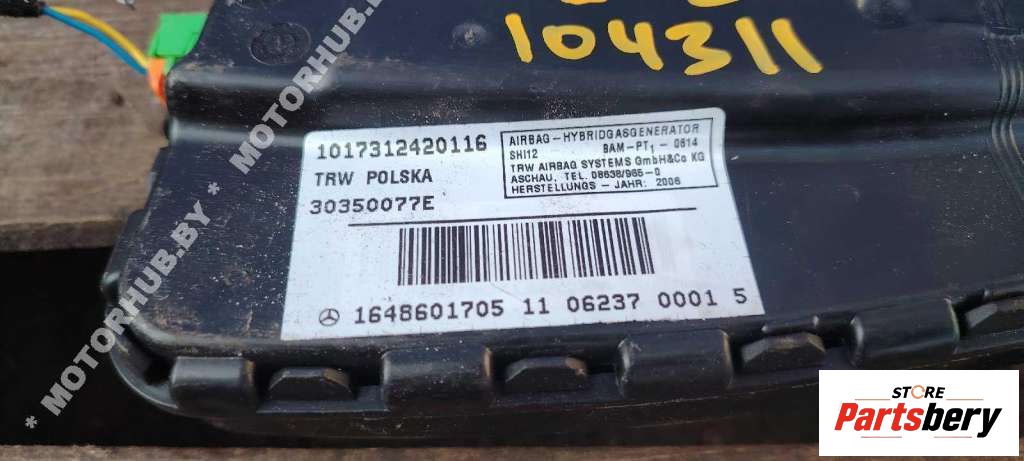 104311
1017312420116
TRW POLSKA
30350077E
AIRBAG-HYBRIDGASGENERATOR
SHI12 BAM-PT1-0614
TRW AIRBAG SYSTEMS GmbH&Co KG
ASCHAU, TEL. 08638/985-0
HERSTELLUNGS - JAHR: 2006
1648601705 11 06237 0001 5
* MOTORHUB.BY * MOTORHUB.BY
STORE
Partsbery